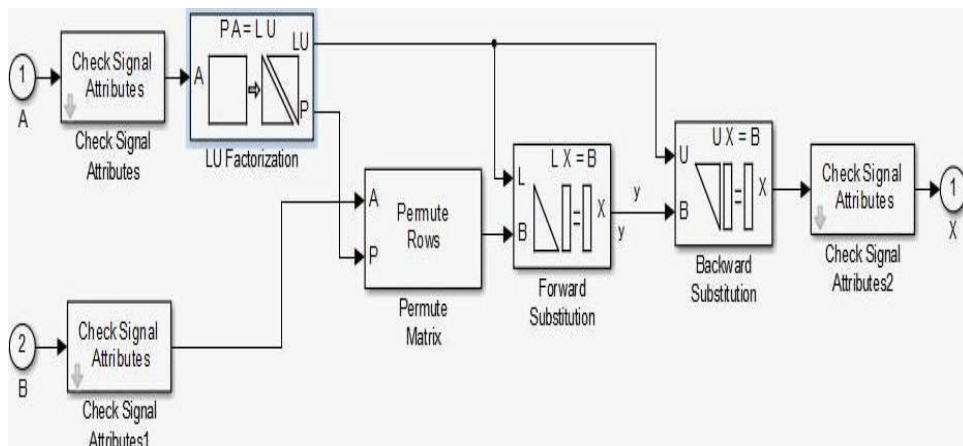 1
A
Check Signal
Attributes
Check Signal
Attributes
PA = LU
A
LU
P
LU Factorization
2
B
Check Signal
Attributes
Check Signal
Attributes1
A
P
Permute
Rows
Permute
Matrix
L X = B
L
B
=
X
Forward
Substitution
y
y
U X = B
U
B
=
X
Backward
Substitution
Check Signal
Attributes
Check Signal
Attributes2
1
X